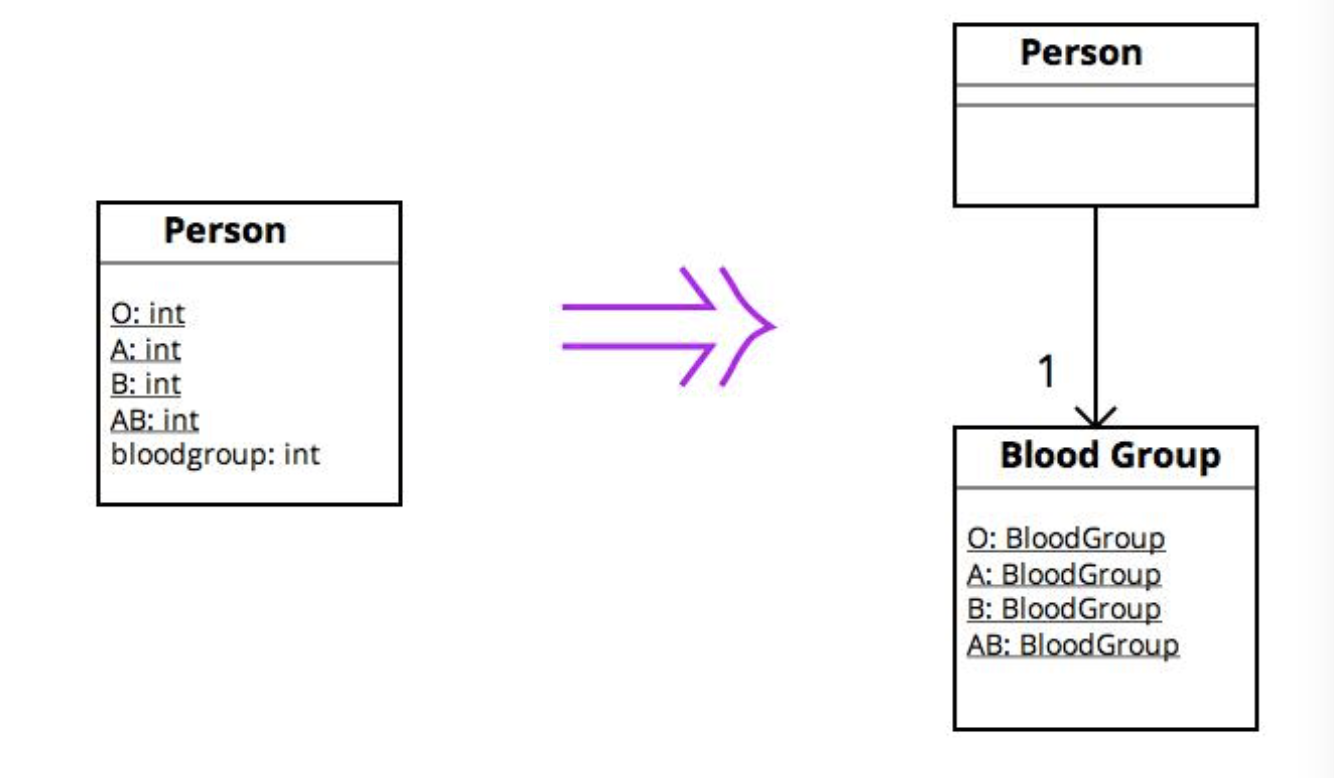 Person
O: int
A: int
B: int
AB: int
bloodgroup: int
Person
1
Blood Group
O: BloodGroup
A: BloodGroup
B: BloodGroup
AB: BloodGroup